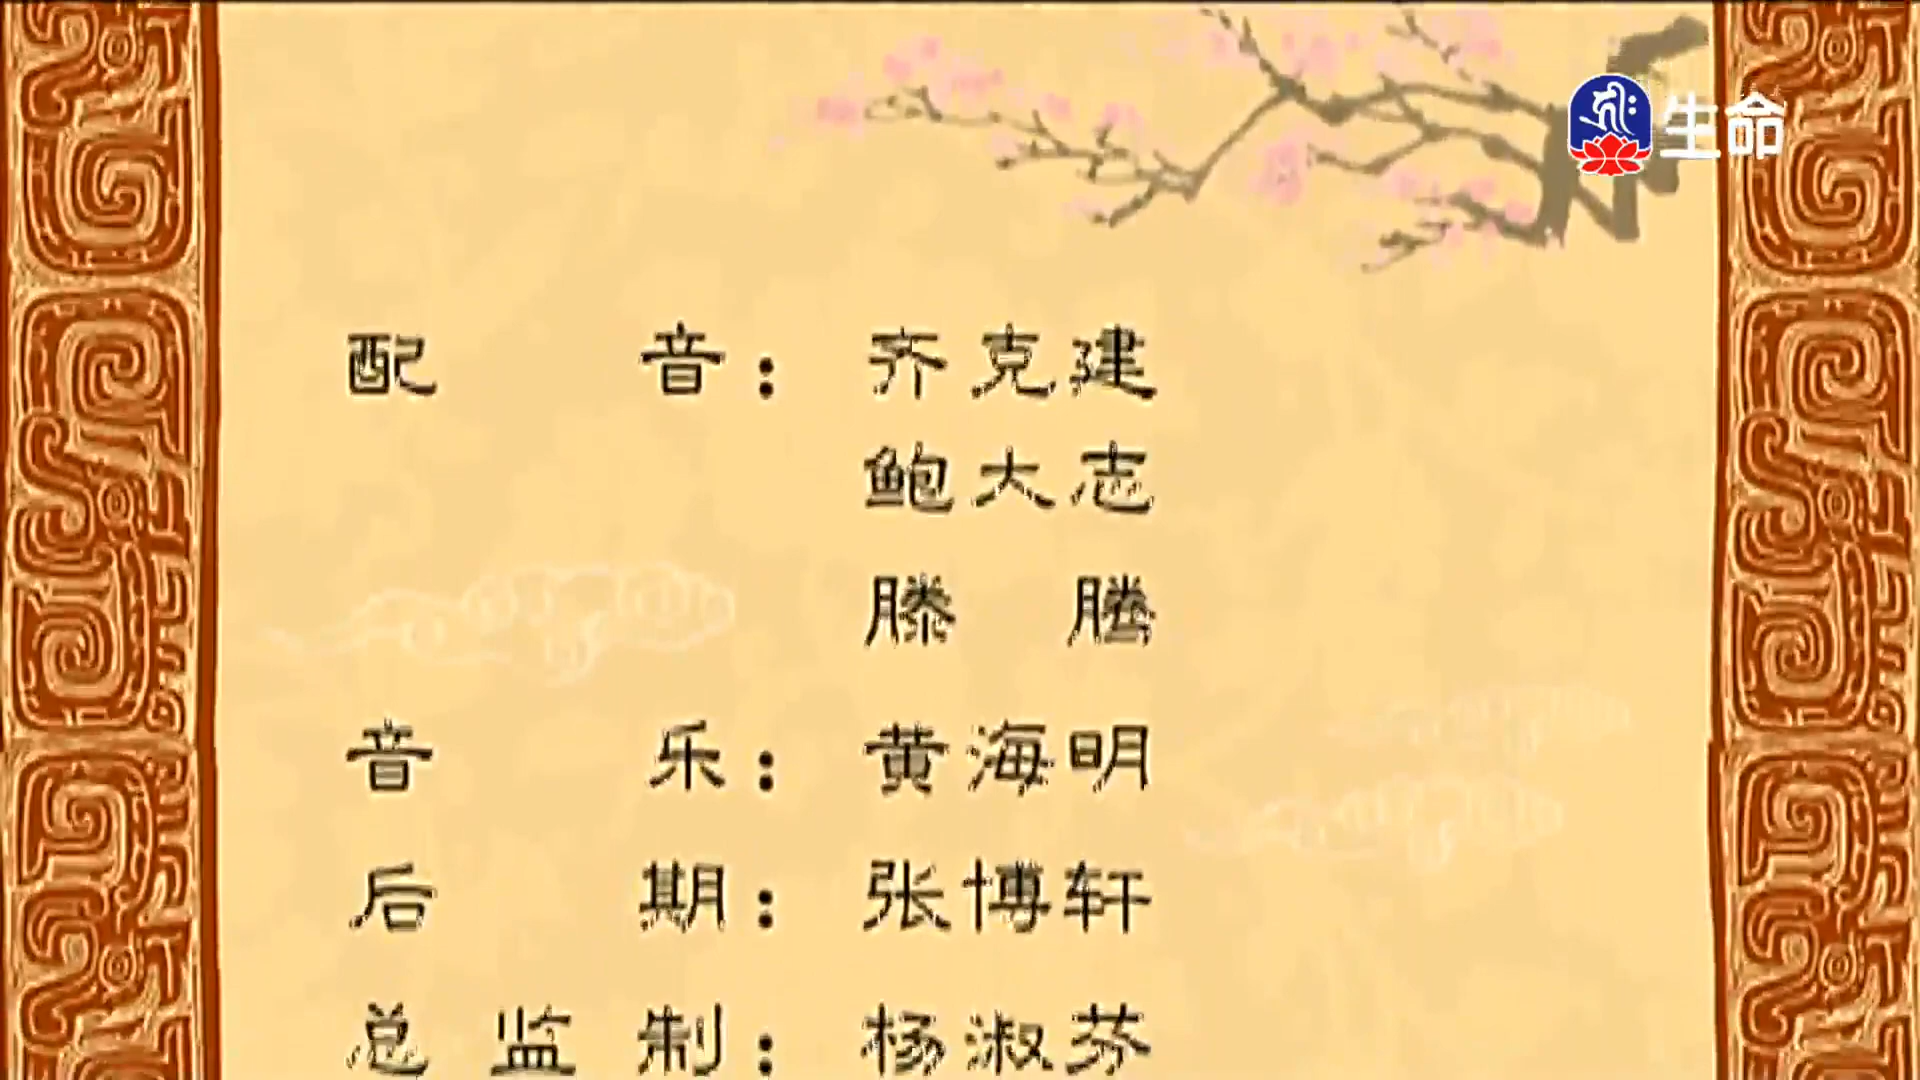 生命
配音：齐克建
鲍大志
滕腾
音乐：黄海明
后期：张博轩
总监制：杨淑芬